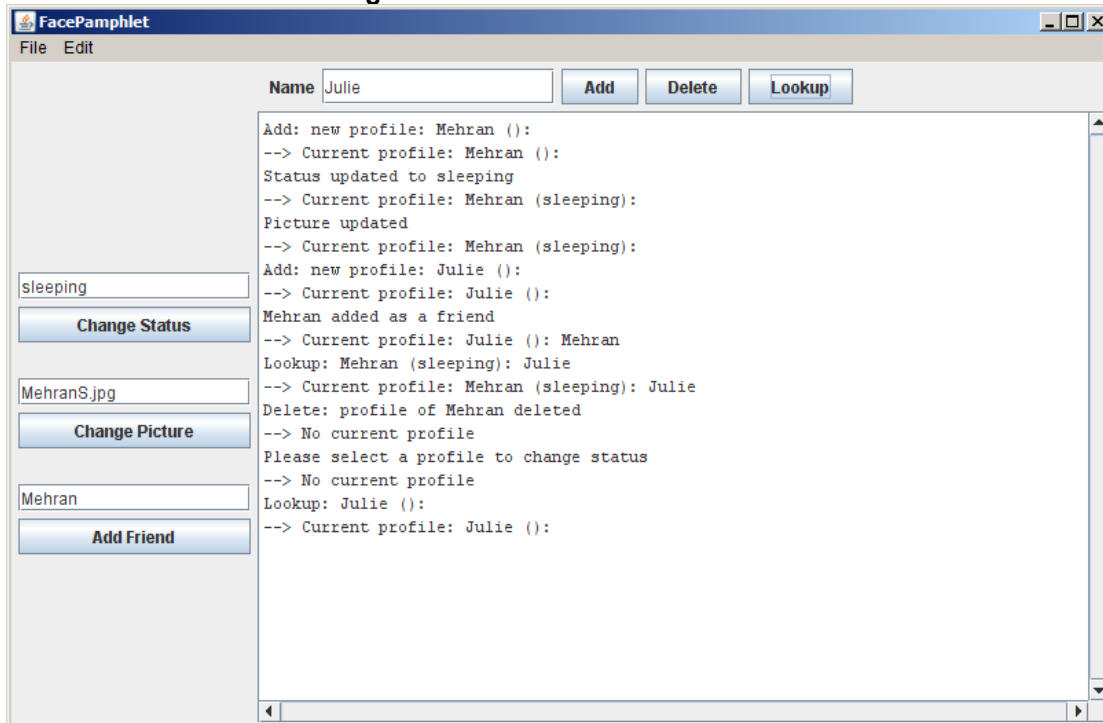 FacePamphlet
File Edit
Name Julie Add Delete Lookup
Add: new profile: Mehran ():
--> Current profile: Mehran ():
Status updated to sleeping
--> Current profile: Mehran (sleeping):
Picture updated
--> Current profile: Mehran (sleeping):
Add: new profile: Julie ():
--> Current profile: Julie ():
Mehran added as a friend
--> Current profile: Julie (): Mehran
Lookup: Mehran (sleeping): Julie
--> Current profile: Mehran (sleeping): Julie
Delete: profile of Mehran deleted
--> No current profile
Please select a profile to change status
--> No current profile
Lookup: Julie ():
--> Current profile: Julie ():
sleeping
Change Status
MehranS.jpg
Change Picture
Mehran
Add Friend